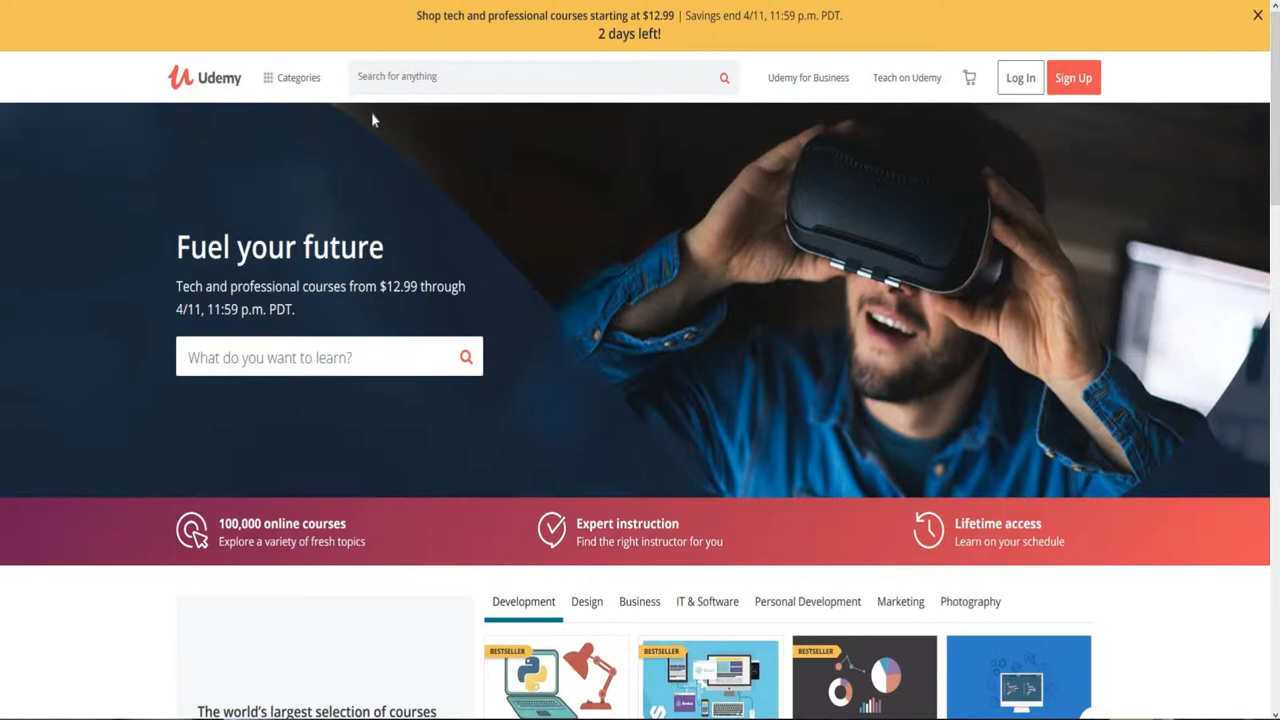 Shop tech and professional courses starting at $12.99 | Savings end 4/11, 11:59 p.m. PDT.
2 days left!
Udemy
Categories
Search for anything
Udemy for Business
Teach on Udemy
Log In
Sign Up
Fuel your future
Tech and professional courses from $12.99 through
4/11, 11:59 p.m. PDT.
What do you want to learn?
100,000 online courses
Explore a variety of fresh topics
Expert instruction
Find the right instructor for you
Lifetime access
Learn on your schedule
Development
Design
Business
IT & Software
Personal Development
Marketing
Photography
BESTSELLER
BESTSELLER
BESTSELLER
The world's largest selection of courses